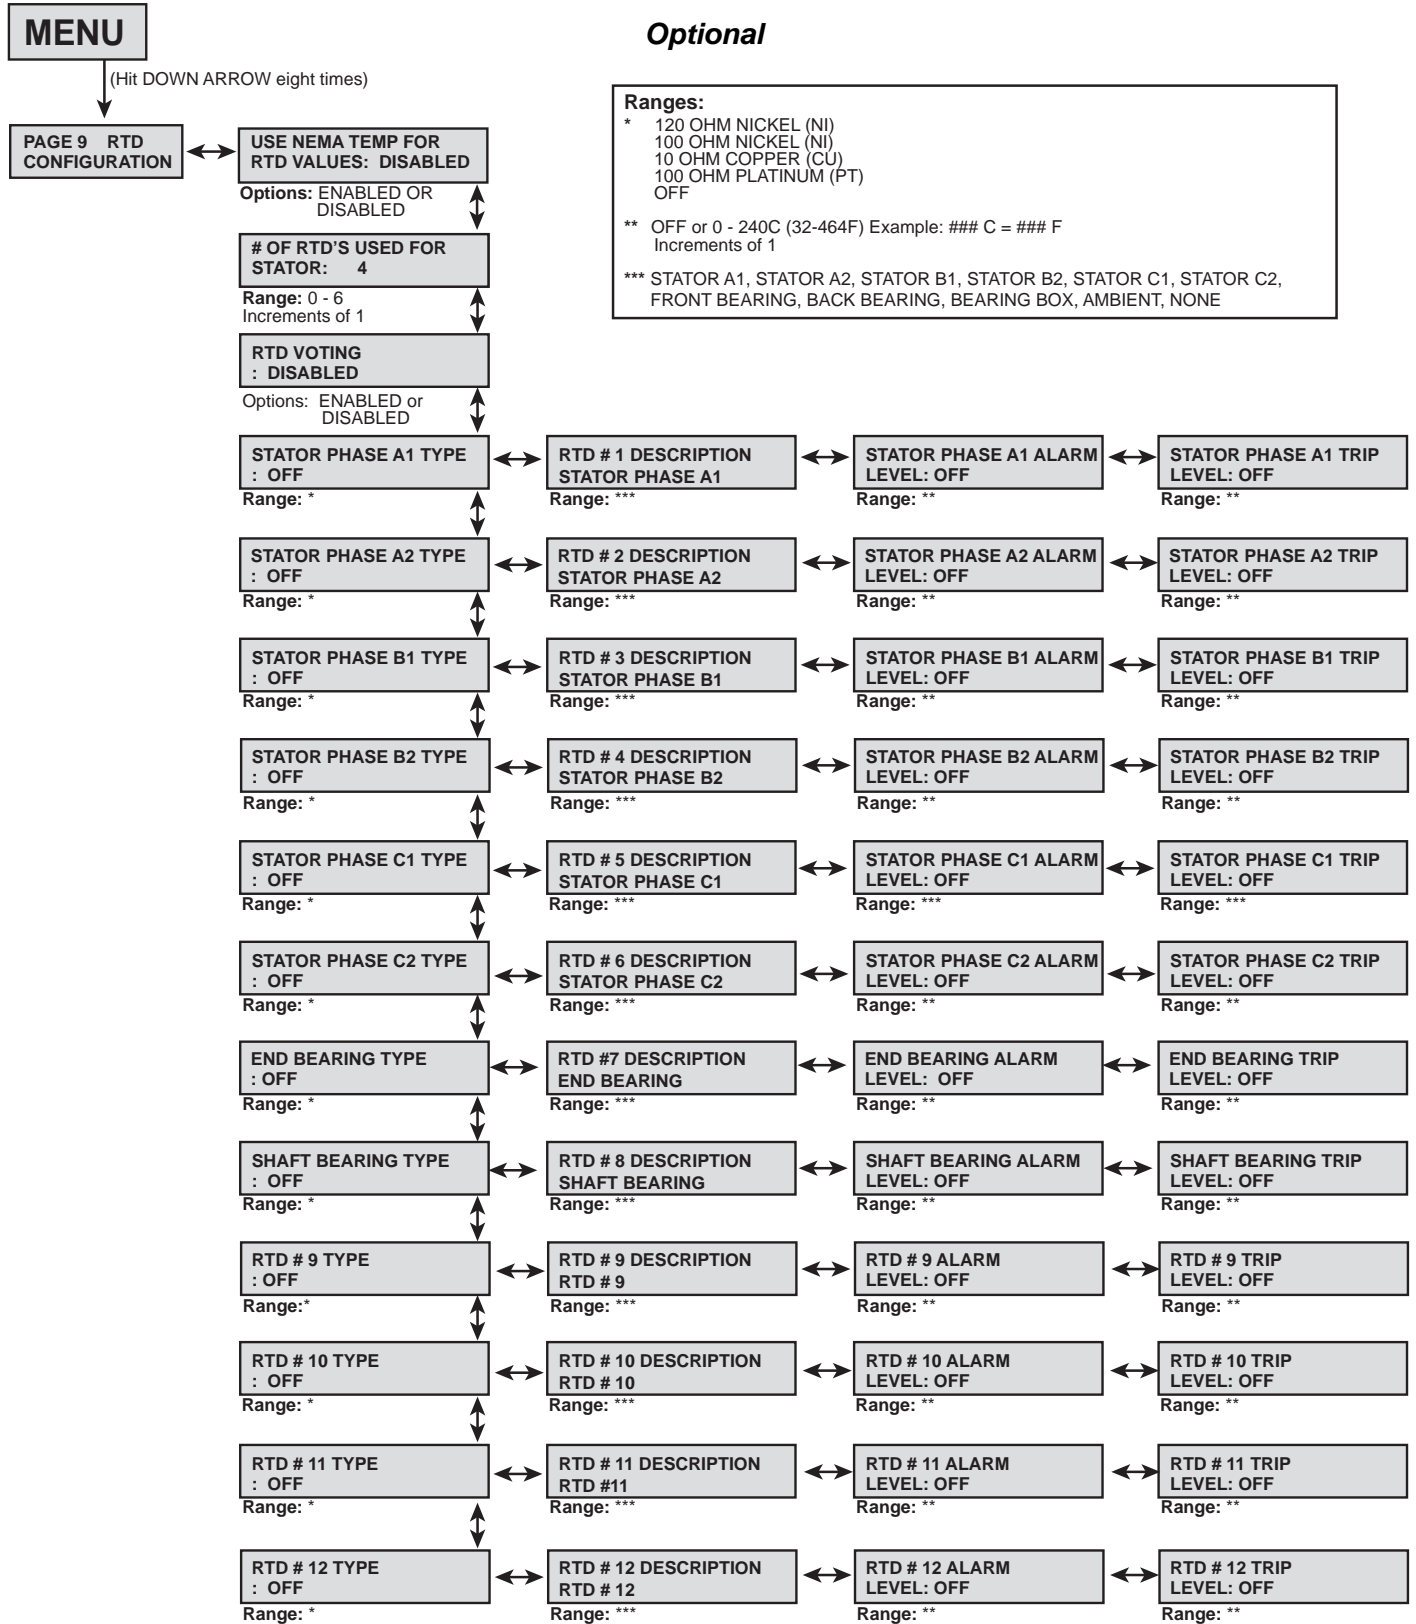 MENU
Optional
(Hit DOWN ARROW eight times)
Ranges:
* 120 OHM NICKEL (NI)
100 OHM NICKEL (NI)
10 OHM COPPER (CU)
100 OHM PLATINUM (PT)
OFF
** OFF or 0 - 240C (32-464F) Example: ### C = ### F
Increments of 1
*** STATOR A1, STATOR A2, STATOR B1, STATOR B2, STATOR C1, STATOR C2,
FRONT BEARING, BACK BEARING, BEARING BOX, AMBIENT, NONE
PAGE 9 RTD
CONFIGURATION
USE NEMA TEMP FOR
RTD VALUES: DISABLED
Options: ENABLED OR
DISABLED
# OF RTD'S USED FOR
STATOR: 4
Range: 0 - 6
Increments of 1
RTD VOTING
: DISABLED
Options: ENABLED or
DISABLED
STATOR PHASE A1 TYPE
: OFF
Range: *
RTD # 1 DESCRIPTION
STATOR PHASE A1
Range: ***
STATOR PHASE A1 ALARM
LEVEL: OFF
Range: **
STATOR PHASE A1 TRIP
LEVEL: OFF
Range: **
STATOR PHASE A2 TYPE
: OFF
Range: *
RTD # 2 DESCRIPTION
STATOR PHASE A2
Range: ***
STATOR PHASE A2 ALARM
LEVEL: OFF
Range: **
STATOR PHASE A2 TRIP
LEVEL: OFF
Range: **
STATOR PHASE B1 TYPE
: OFF
Range: *
RTD # 3 DESCRIPTION
STATOR PHASE B1
Range: ***
STATOR PHASE B1 ALARM
LEVEL: OFF
Range: **
STATOR PHASE B1 TRIP
LEVEL: OFF
Range: **
STATOR PHASE B2 TYPE
: OFF
Range: *
RTD # 4 DESCRIPTION
STATOR PHASE B2
Range: ***
STATOR PHASE B2 ALARM
LEVEL: OFF
Range: **
STATOR PHASE B2 TRIP
LEVEL: OFF
Range: **
STATOR PHASE C1 TYPE
: OFF
Range: *
RTD # 5 DESCRIPTION
STATOR PHASE C1
Range: ***
STATOR PHASE C1 ALARM
LEVEL: OFF
Range: ***
STATOR PHASE C1 TRIP
LEVEL: OFF
Range: ***
STATOR PHASE C2 TYPE
: OFF
Range: *
RTD # 6 DESCRIPTION
STATOR PHASE C2
Range: ***
STATOR PHASE C2 ALARM
LEVEL: OFF
Range: **
STATOR PHASE C2 TRIP
LEVEL: OFF
Range: **
END BEARING TYPE
: OFF
Range: *
RTD #7 DESCRIPTION
END BEARING
Range: ***
END BEARING ALARM
LEVEL: OFF
Range: **
END BEARING TRIP
LEVEL: OFF
Range: **
SHAFT BEARING TYPE
: OFF
Range: *
RTD # 8 DESCRIPTION
SHAFT BEARING
Range: ***
SHAFT BEARING ALARM
LEVEL: OFF
Range: **
SHAFT BEARING TRIP
LEVEL: OFF
Range: **
RTD # 9 TYPE
: OFF
Range:*
RTD # 9 DESCRIPTION
RTD # 9
Range: ***
RTD # 9 ALARM
LEVEL: OFF
Range: **
RTD # 9 TRIP
LEVEL: OFF
Range: **
RTD # 10 TYPE
: OFF
Range: *
RTD # 10 DESCRIPTION
RTD # 10
Range: ***
RTD # 10 ALARM
LEVEL: OFF
Range: **
RTD # 10 TRIP
LEVEL: OFF
Range: **
RTD # 11 TYPE
: OFF
Range: *
RTD # 11 DESCRIPTION
RTD #11
Range: ***
RTD # 11 ALARM
LEVEL: OFF
Range: **
RTD # 11 TRIP
LEVEL: OFF
Range: **
RTD # 12 TYPE
: OFF
Range: *
RTD # 12 DESCRIPTION
RTD # 12
Range: ***
RTD # 12 ALARM
LEVEL: OFF
Range: **
RTD # 12 TRIP
LEVEL: OFF
Range: **